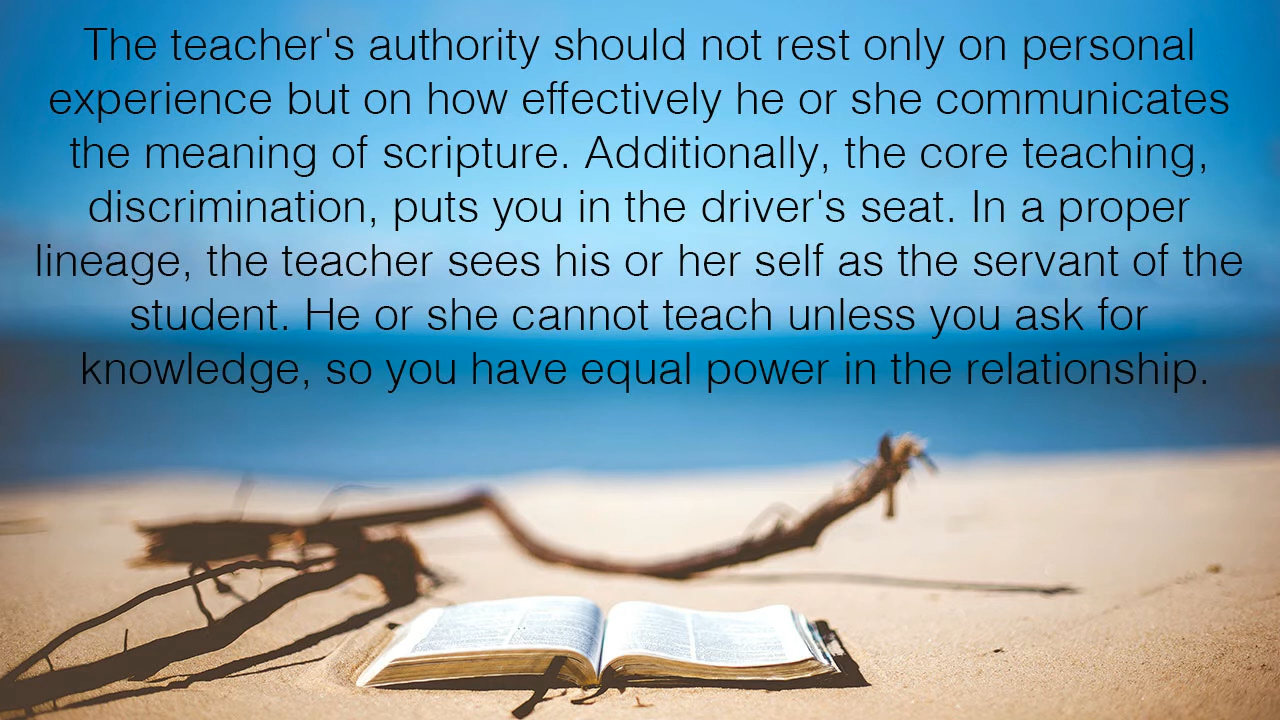 The teacher's authority should not rest only on personal
experience but on how effectively he or she communicates
the meaning of scripture. Additionally, the core teaching,
discrimination, puts you in the driver's seat. In a proper
lineage, the teacher sees his or her self as the servant of the
student. He or she cannot teach unless you ask for
knowledge, so you have equal power in the relationship.